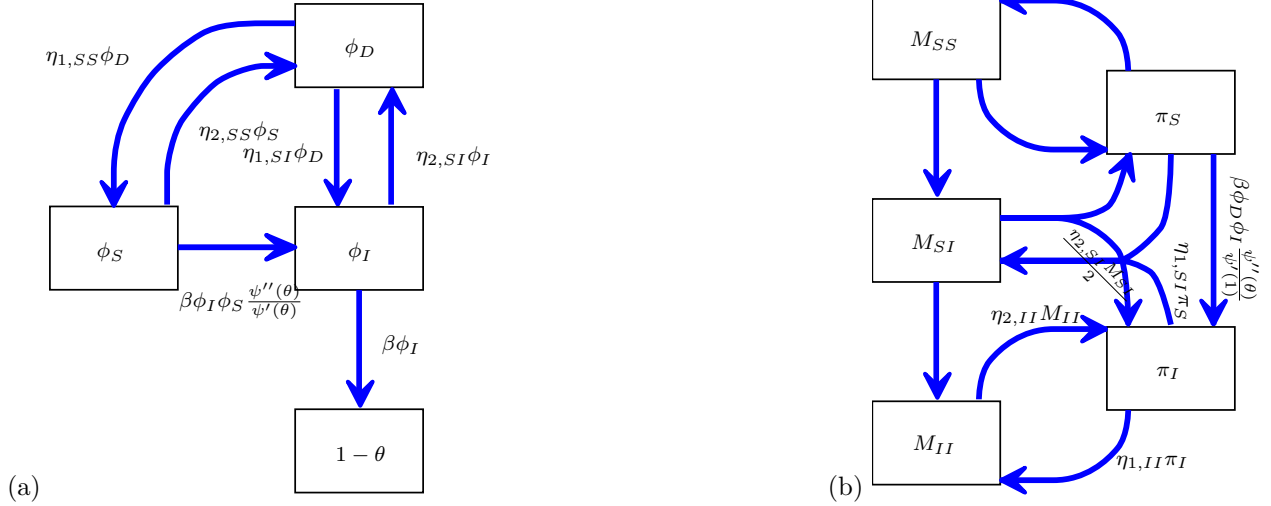 ϕ_D
η_{1,SS}ϕ_D
η_{2,SS}ϕ_S
η_{1,SI}ϕ_D
η_{2,SI}ϕ_I
ϕ_S
ϕ_I
βϕ_Iϕ_S ψ''(θ)/ψ'(θ)
βϕ_I
1 − θ
(a)
M_{SS}
π_S
M_{SI}
η_{2,SI}M_{SI}/2
η_{1,SI}π_S
βϕ_Dϕ_I ψ''(θ)/ψ'(1)
η_{2,II}M_{II}
π_I
M_{II}
η_{1,II}π_I
(b)